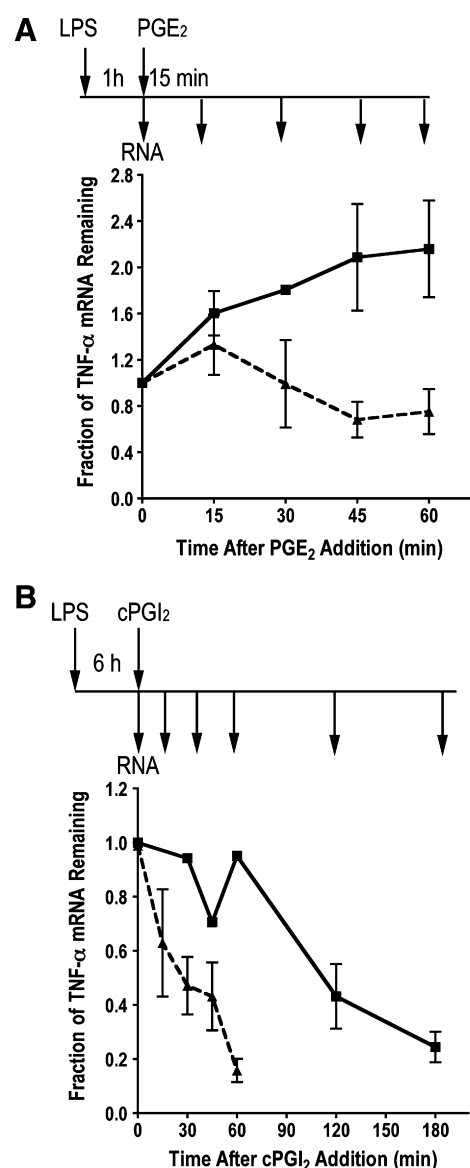 A
LPS PGE₂
1h 15 min
RNA
Fraction of TNF-α mRNA Remaining
2.8
2.4
2.0
1.6
1.2
0.8
0.4
0.0
0 15 30 45 60
Time After PGE₂ Addition (min)
B
LPS cPGI₂
6 h
RNA
Fraction of TNF-α mRNA Remaining
1.2
1.0
0.8
0.6
0.4
0.2
0.0
0 30 60 90 120 150 180
Time After cPGI₂ Addition (min)